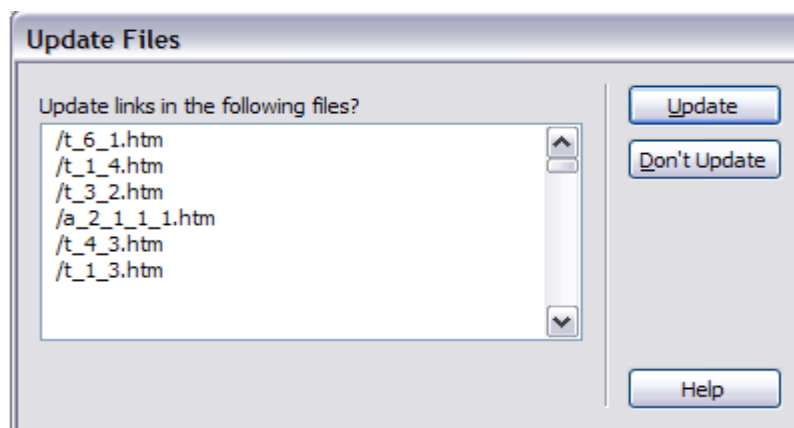 Update Files
Update links in the following files?
/t_6_1.htm
/t_1_4.htm
/t_3_2.htm
/a_2_1_1_1.htm
/t_4_3.htm
/t_1_3.htm
Update
Don't Update
Help